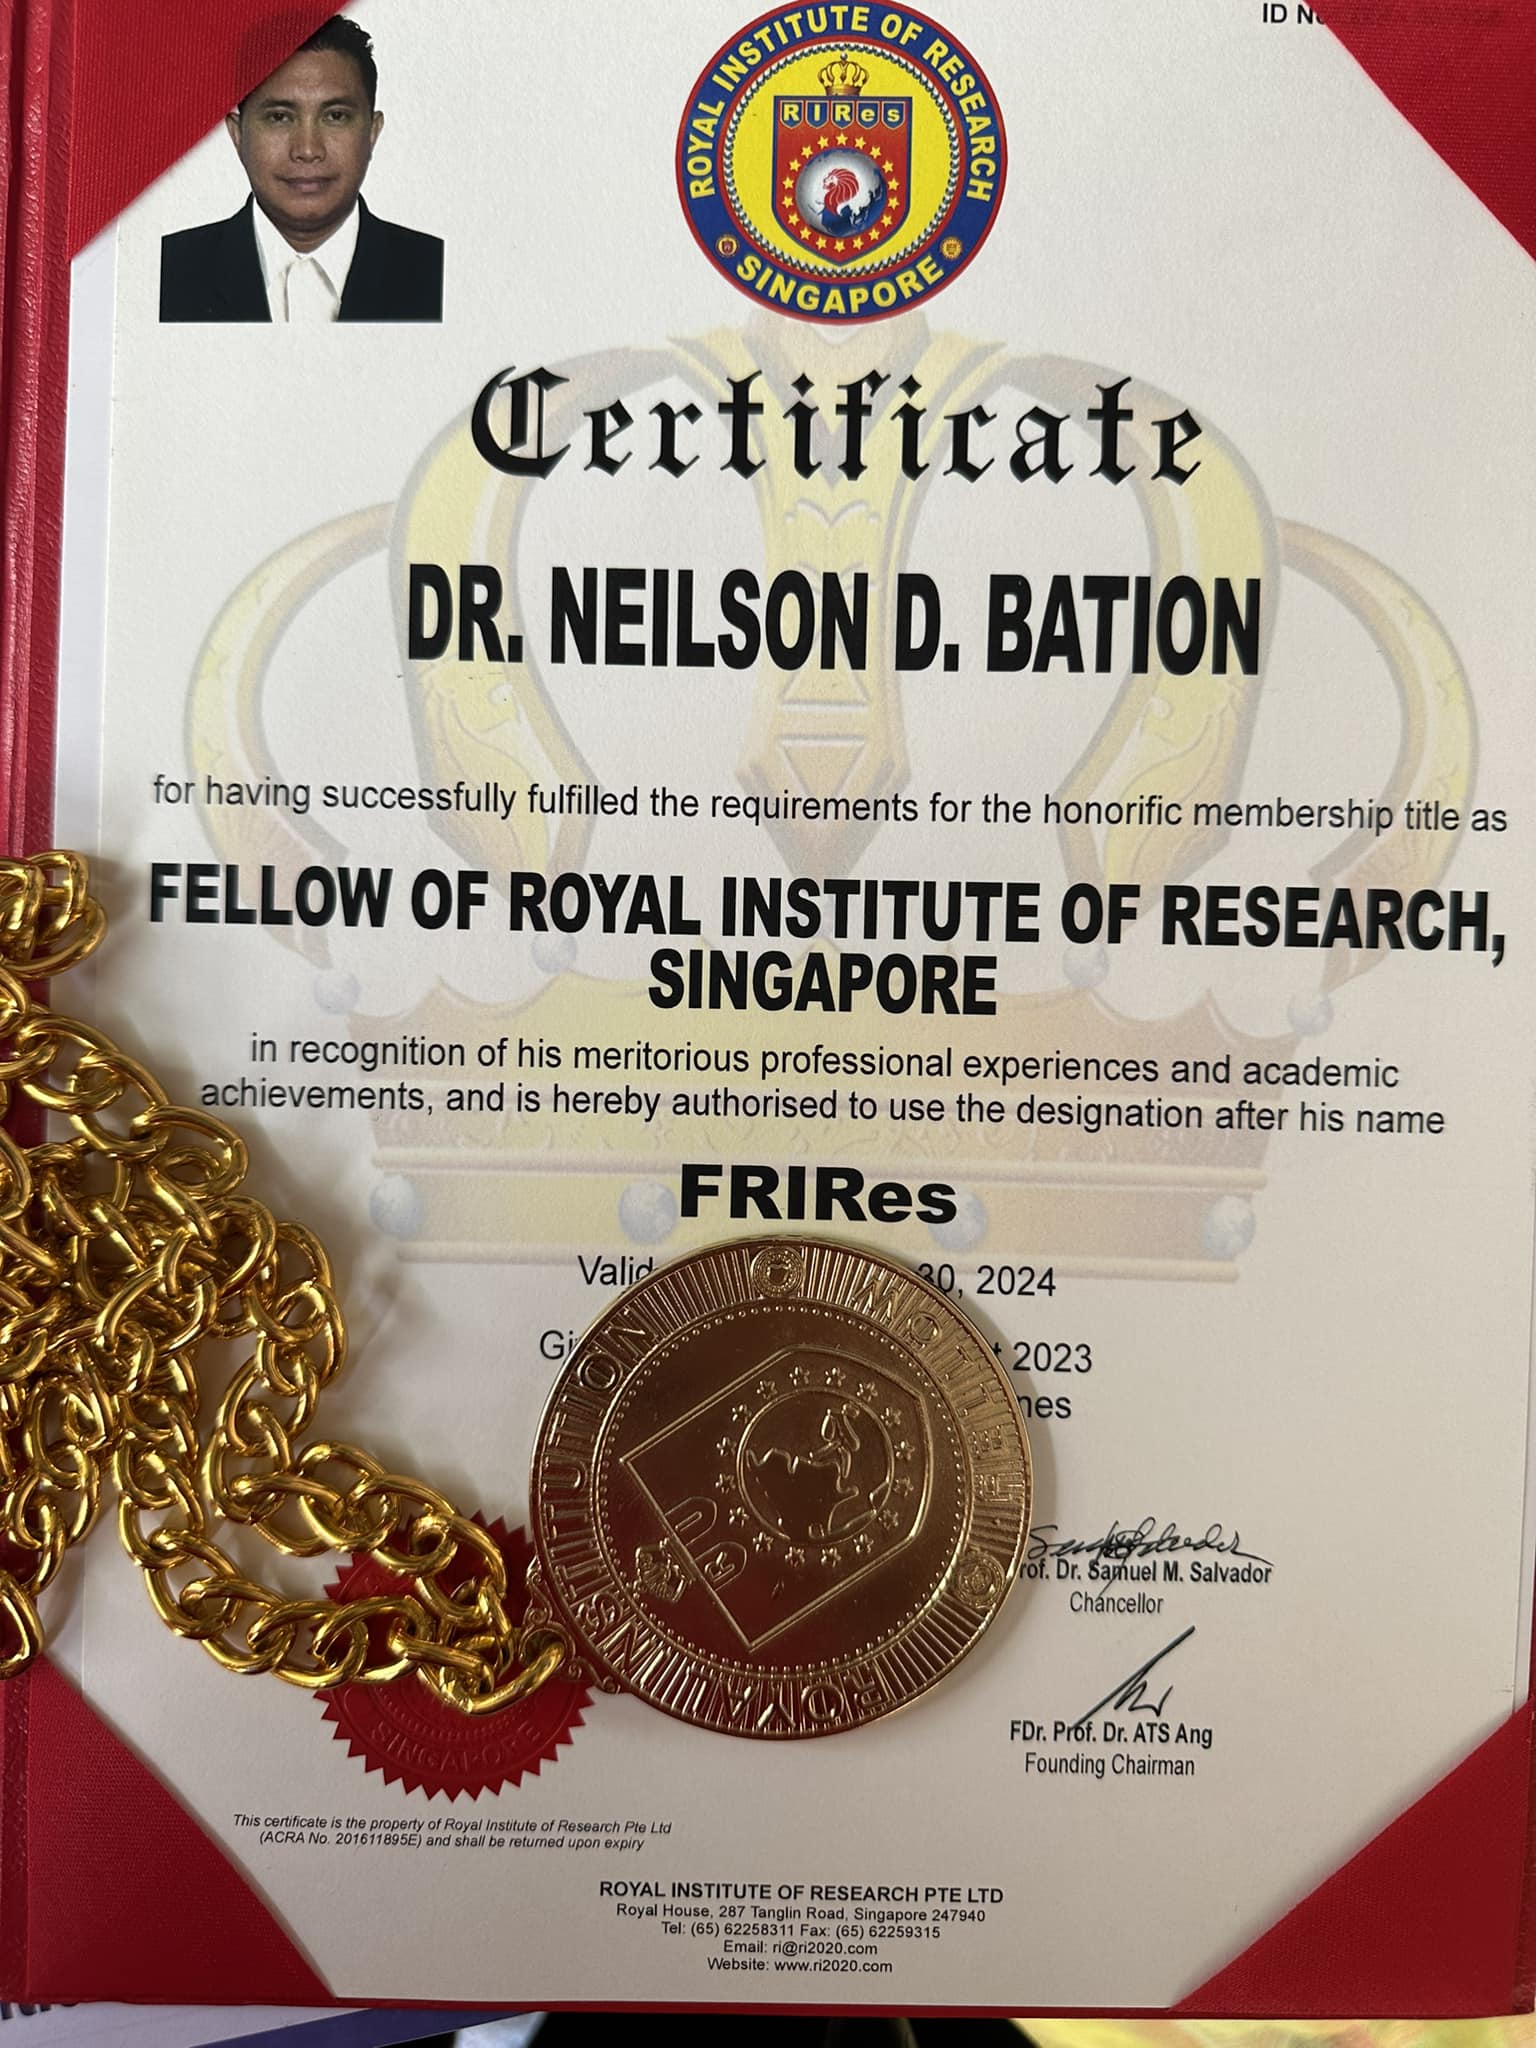 ID
ROYAL INSTITUTE OF RESEARCH
RIRes
SINGAPORE
Certificate
DR. NEILSON D. BATION
for having successfully fulfilled the requirements for the honorific membership title as
FELLOW OF ROYAL INSTITUTE OF RESEARCH,
SINGAPORE
in recognition of his meritorious professional experiences and academic
achievements, and is hereby authorised to use the designation after his name
FRIRes
Valid 30, 2024
2023
MOTHER
ROYAL INSTITUTION
RI
Prof. Dr. Samuel M. Salvador
Chancellor
FDr. Prof. Dr. ATS Ang
Founding Chairman
SINGAPORE
This certificate is the property of Royal Institute of Research Pte Ltd
(ACRA No. 201611895E) and shall be returned upon expiry
ROYAL INSTITUTE OF RESEARCH PTE LTD
Royal House, 287 Tanglin Road, Singapore 247940
Tel: (65) 62258311 Fax: (65) 62259315
Email: ri@ri2020.com
Website: www.ri2020.com